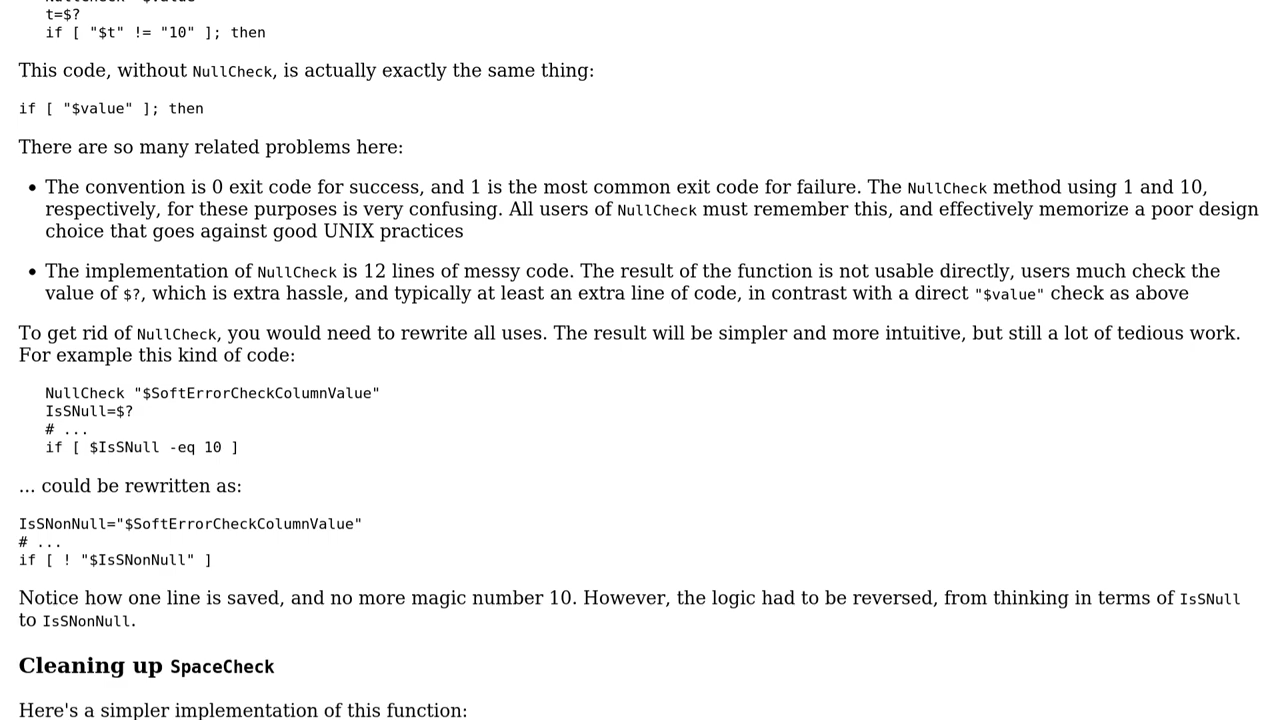 t=$?
if [ "$t" != "10" ]; then
This code, without NullCheck, is actually exactly the same thing:
if [ "$value" ]; then
There are so many related problems here:
• The convention is 0 exit code for success, and 1 is the most common exit code for failure. The NullCheck method using 1 and 10,
respectively, for these purposes is very confusing. All users of NullCheck must remember this, and effectively memorize a poor design
choice that goes against good UNIX practices
• The implementation of NullCheck is 12 lines of messy code. The result of the function is not usable directly, users much check the
value of $?, which is extra hassle, and typically at least an extra line of code, in contrast with a direct "$value" check as above
To get rid of NullCheck, you would need to rewrite all uses. The result will be simpler and more intuitive, but still a lot of tedious work.
For example this kind of code:
NullCheck "$SoftErrorCheckColumnValue"
IsSNull=$?
# ...
if [ $IsSNull -eq 10 ]
... could be rewritten as:
IsSNonNull="$SoftErrorCheckColumnValue"
# ...
if [ ! "$IsSNonNull" ]
Notice how one line is saved, and no more magic number 10. However, the logic had to be reversed, from thinking in terms of IsSNull
to IsSNonNull.
Cleaning up SpaceCheck
Here's a simpler implementation of this function: